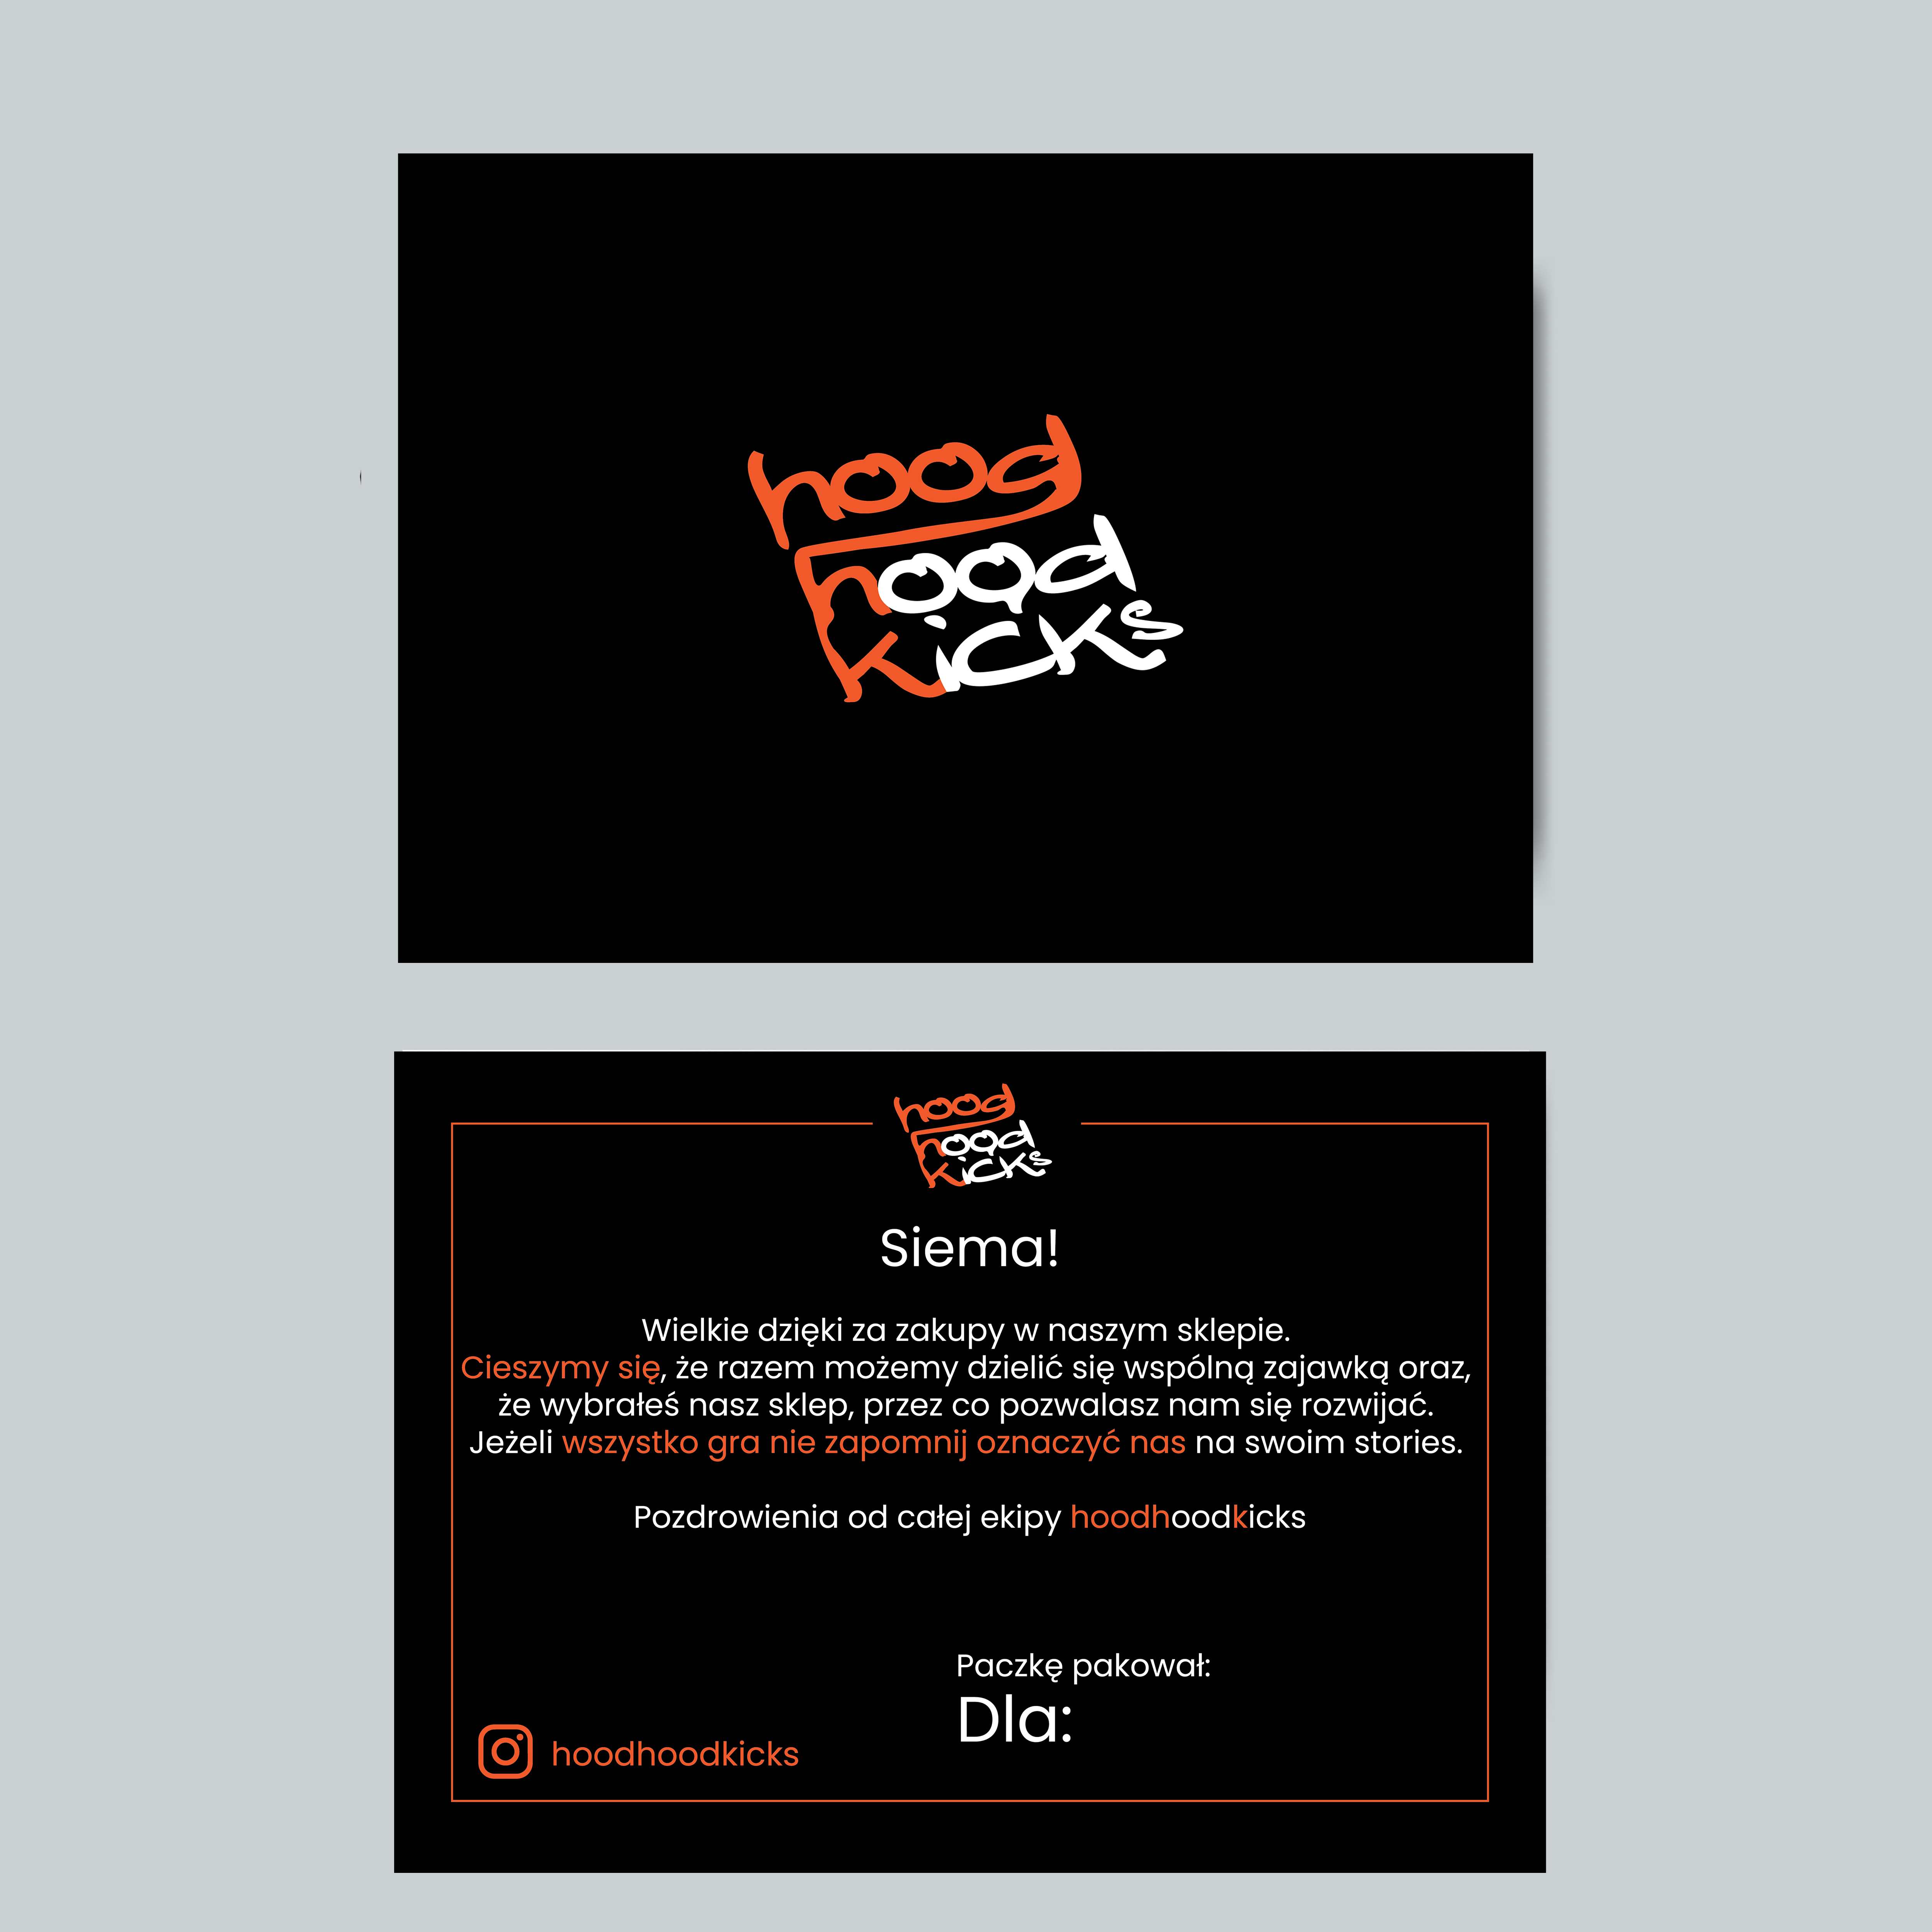 hood
hood
kicks
hood
hood
kicks
Siema!
Wielkie dzięki za zakupy w naszym sklepie.
Cieszymy się, że razem możemy dzielić się wspólną zajawką oraz,
że wybrałeś nasz sklep, przez co pozwalasz nam się rozwijać.
Jeżeli wszystko gra nie zapomnij oznaczyć nas na swoim stories.
Pozdrowienia od całej ekipy hoodhoodkicks
Paczkę pakował:
Dla:
hoodhoodkicks